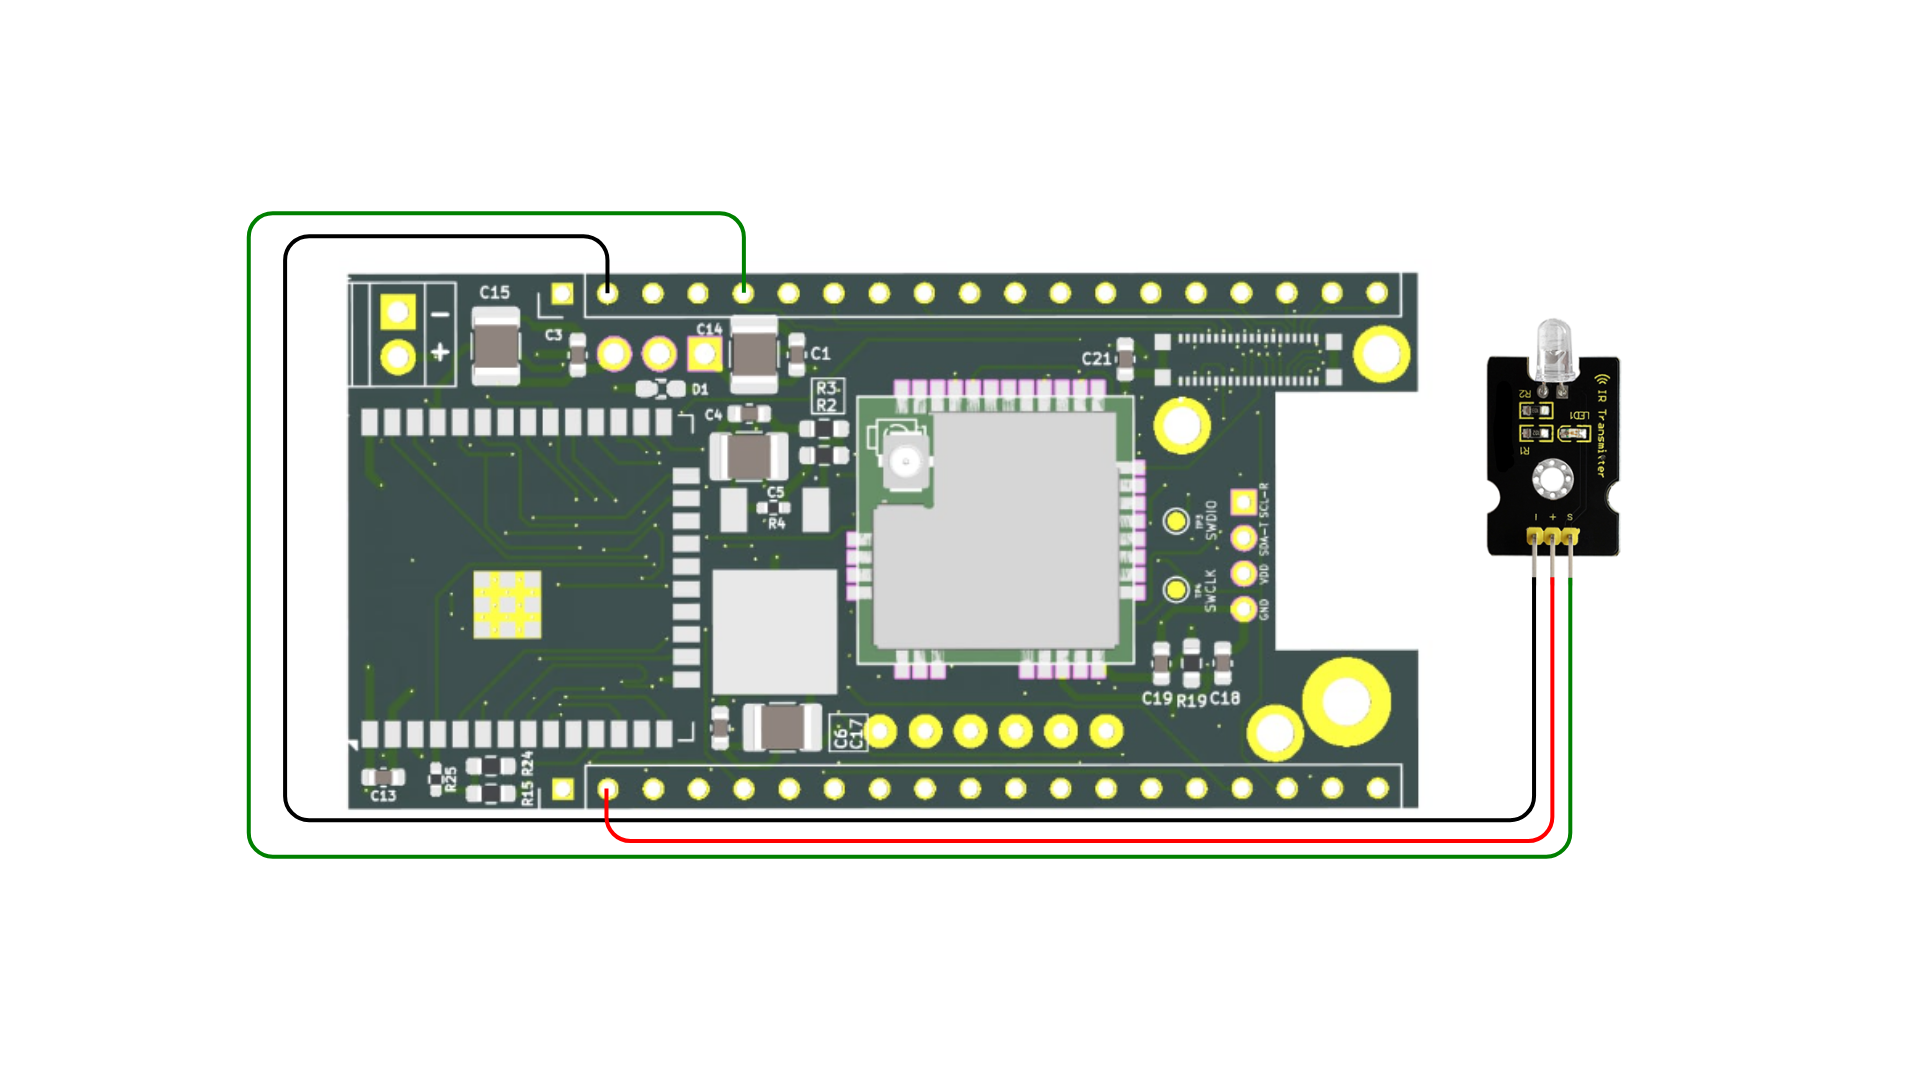 C15
−
+
C3
C14
C1
D1
R3
R2
C4
C5
R4
C21
SCL-R
SDA-T
VDD
GND
TP3
SWDIO
TP4
SWCLK
C19
R19
C18
C6
C17
C13
R25
R24
R15
IR Transmitter
R2
LED1
R1
I + S